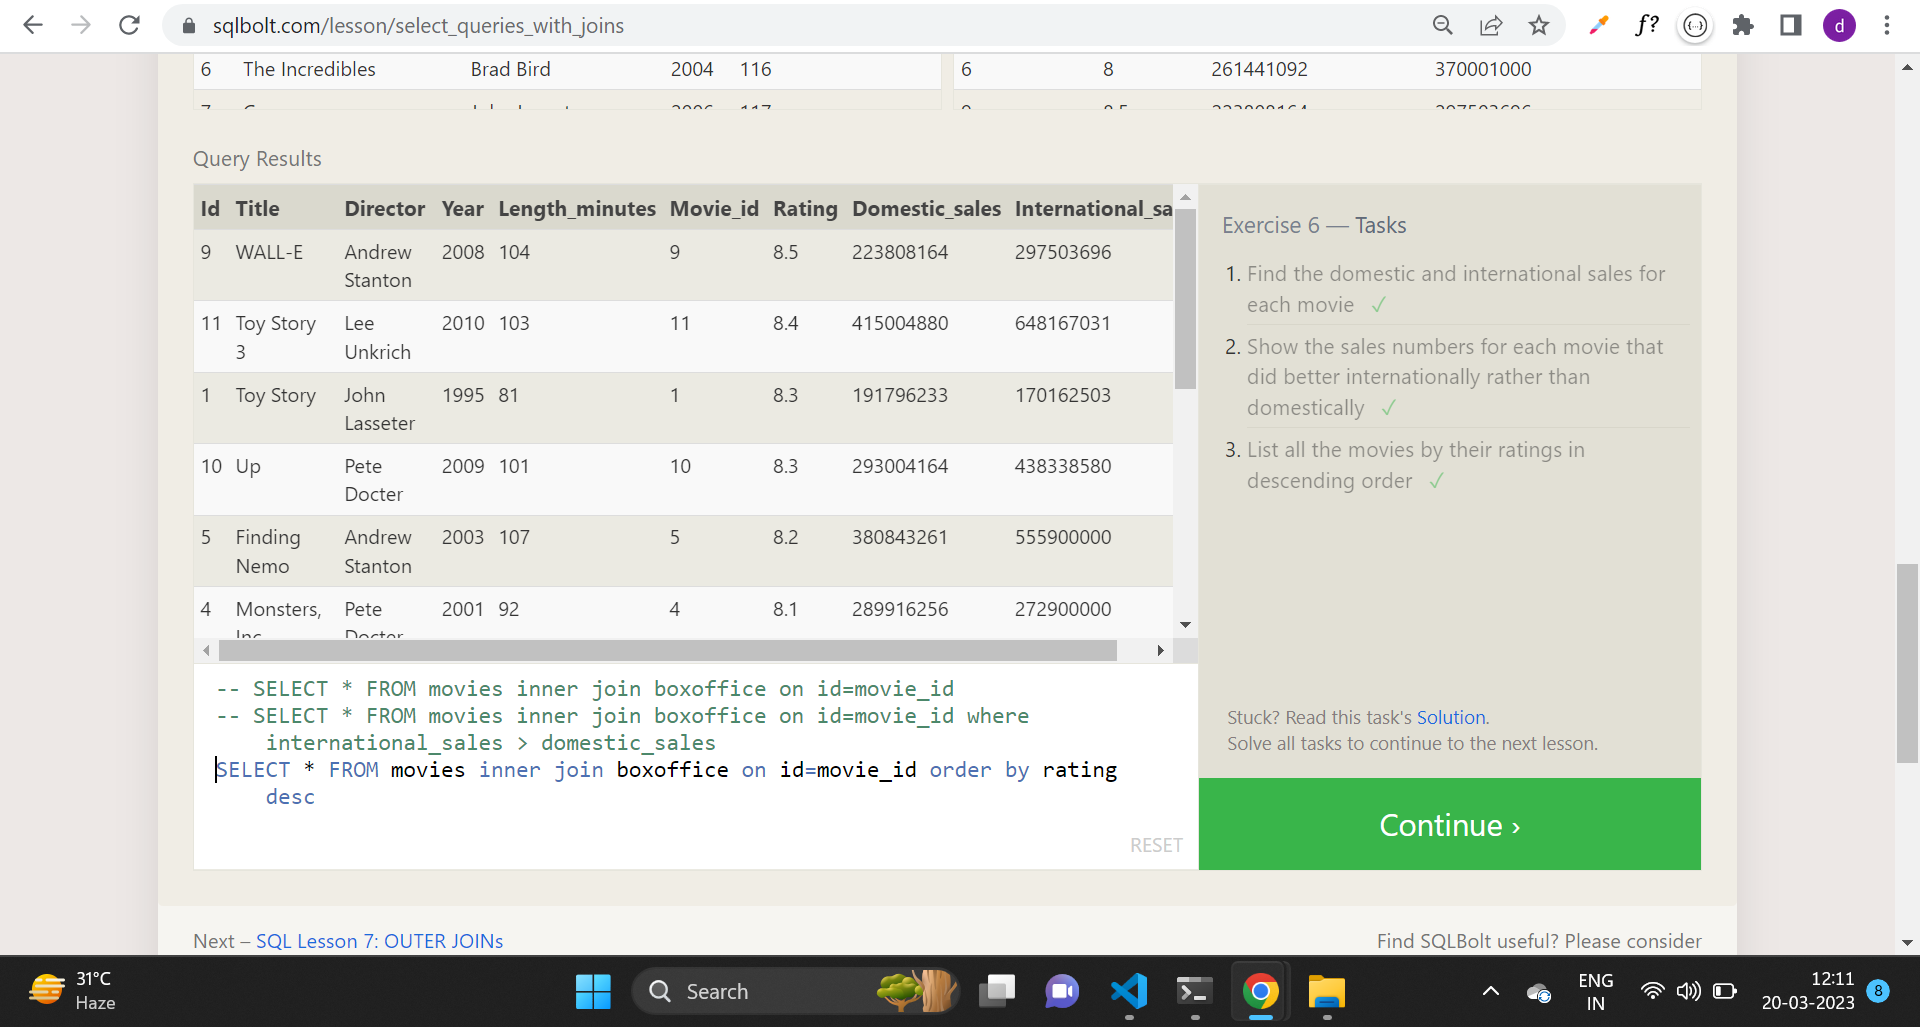 sqlbolt.com/lesson/select_queries_with_joins
f?
d
6 The Incredibles Brad Bird 2004 116
6 8 261441092 370001000
Query Results
Id Title Director Year Length_minutes Movie_id Rating Domestic_sales International_sa
9 WALL-E Andrew Stanton 2008 104 9 8.5 223808164 297503696
11 Toy Story 3 Lee Unkrich 2010 103 11 8.4 415004880 648167031
1 Toy Story John Lasseter 1995 81 1 8.3 191796233 170162503
10 Up Pete Docter 2009 101 10 8.3 293004164 438338580
5 Finding Nemo Andrew Stanton 2003 107 5 8.2 380843261 555900000
4 Monsters, Inc. Pete Docter 2001 92 4 8.1 289916256 272900000
-- SELECT * FROM movies inner join boxoffice on id=movie_id
-- SELECT * FROM movies inner join boxoffice on id=movie_id where
international_sales > domestic_sales
SELECT * FROM movies inner join boxoffice on id=movie_id order by rating
desc
RESET
Exercise 6 — Tasks
1. Find the domestic and international sales for
each movie ✓
2. Show the sales numbers for each movie that
did better internationally rather than
domestically ✓
3. List all the movies by their ratings in
descending order ✓
Stuck? Read this task's Solution.
Solve all tasks to continue to the next lesson.
Continue ›
Next – SQL Lesson 7: OUTER JOINs
Find SQLBolt useful? Please consider
31°C
Haze
Search
ENG
IN
12:11
20-03-2023
8